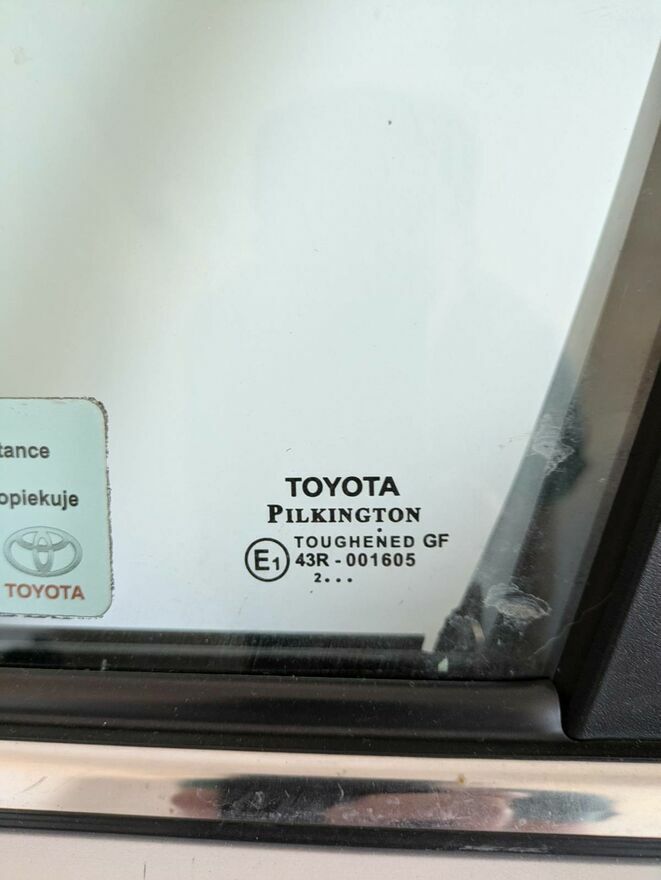 tance
opiekuje
TOYOTA
TOYOTA
PILKINGTON
TOUGHENED GF
E1 43R - 001605
2...